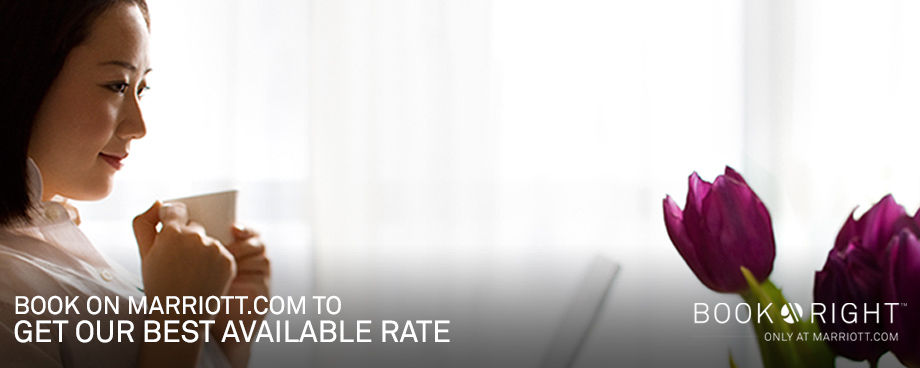 BOOK ON MARRIOTT.COM TO
GET OUR BEST AVAILABLE RATE
BOOK RIGHT™
ONLY AT MARRIOTT.COM